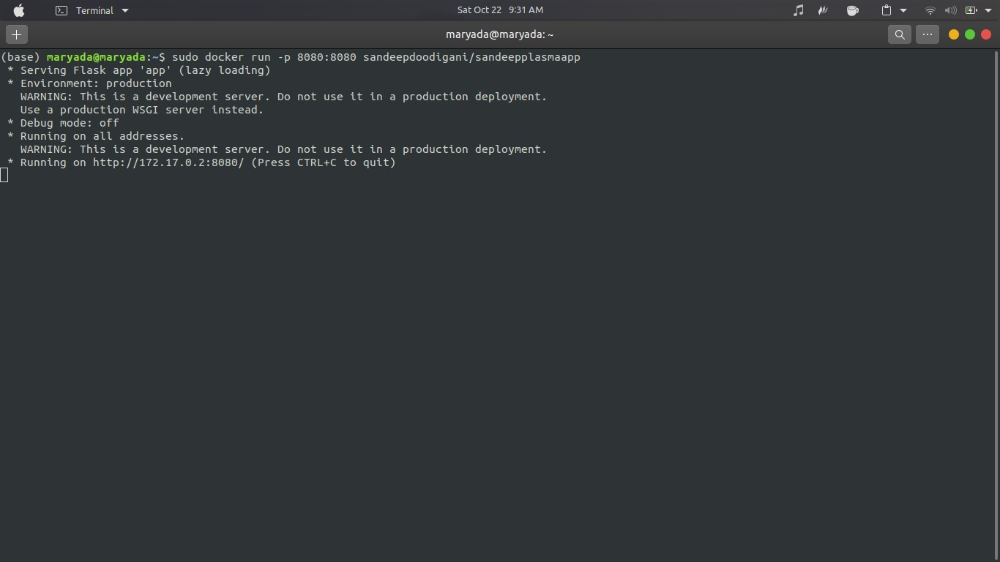 Terminal
Sat Oct 22 9:31 AM
maryada@maryada: ~
(base) maryada@maryada:~$ sudo docker run -p 8080:8080 sandeepdoodigani/sandeepplasmaapp
* Serving Flask app 'app' (lazy loading)
* Environment: production
WARNING: This is a development server. Do not use it in a production deployment.
Use a production WSGI server instead.
* Debug mode: off
* Running on all addresses.
WARNING: This is a development server. Do not use it in a production deployment.
* Running on http://172.17.0.2:8080/ (Press CTRL+C to quit)